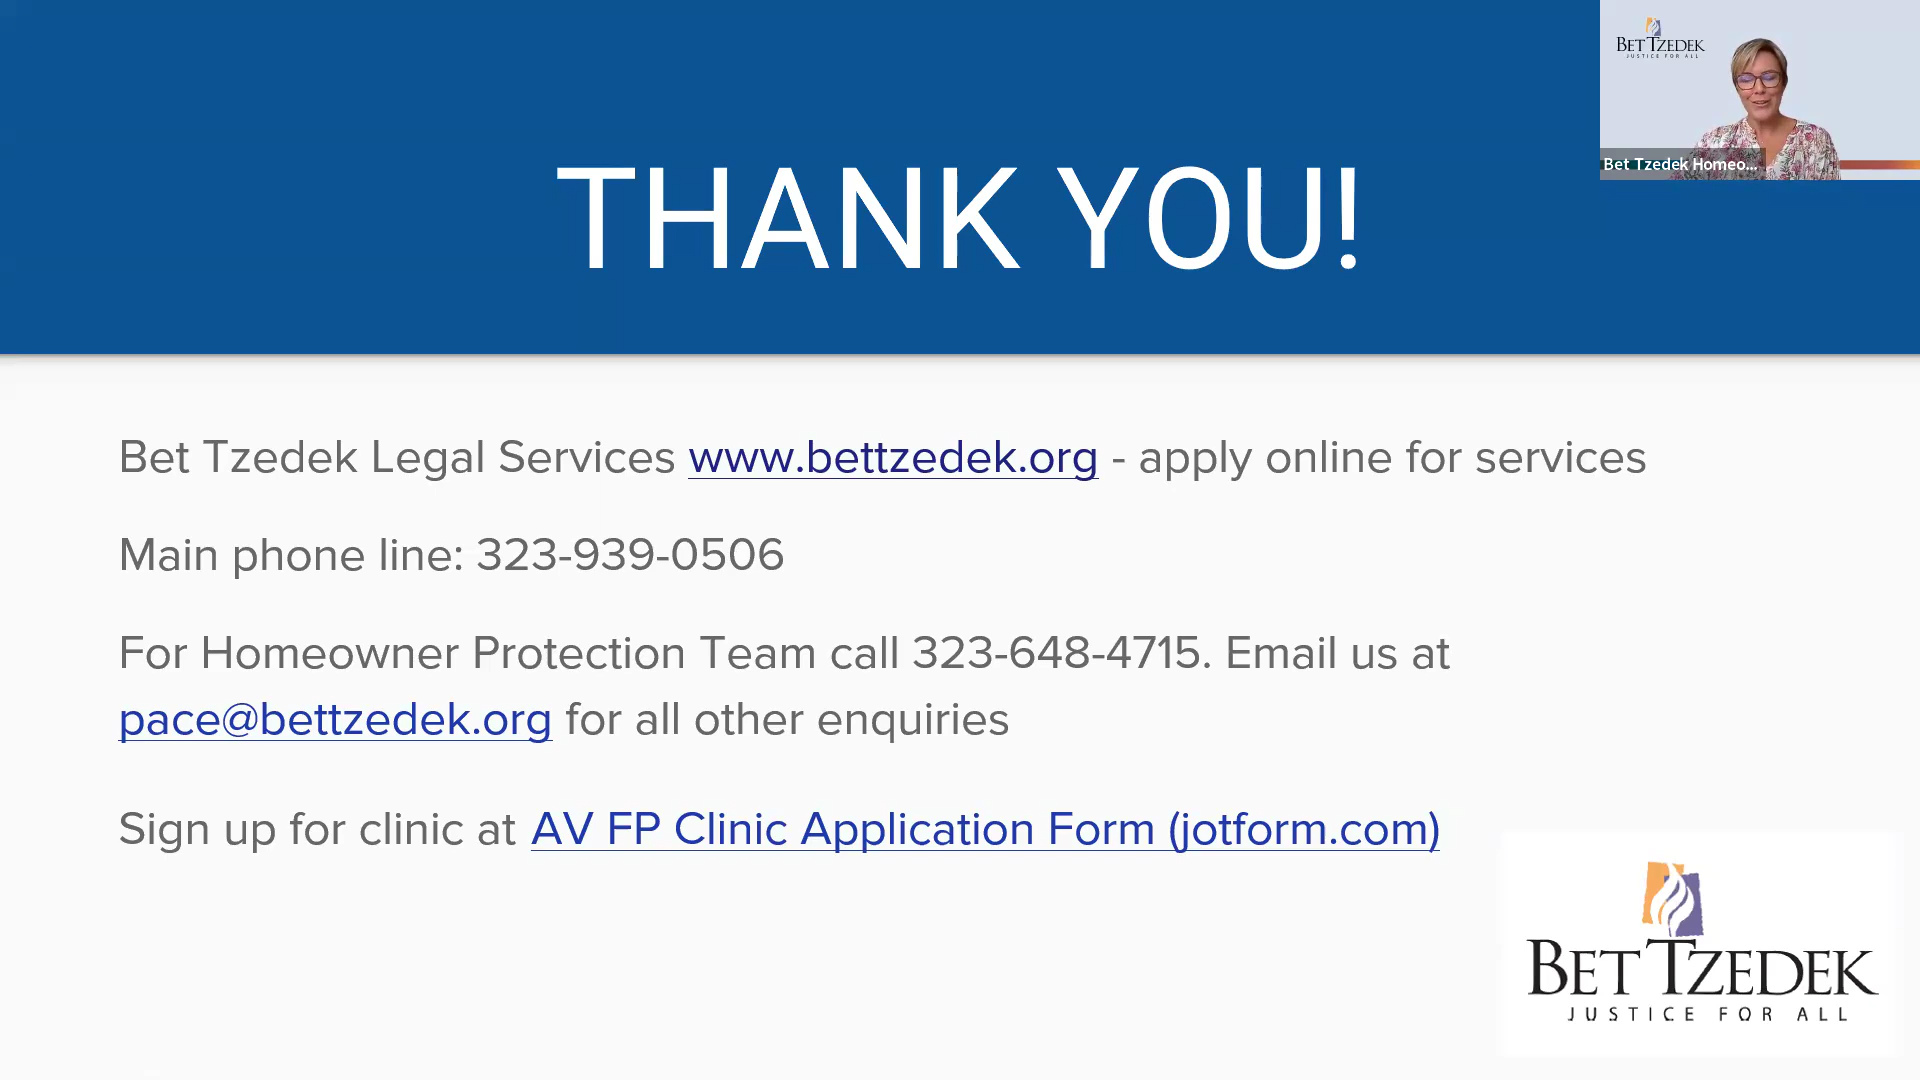 BET TZEDEK
JUSTICE FOR ALL
Bet Tzedek Homeo...
THANK YOU!
Bet Tzedek Legal Services www.bettzedek.org - apply online for services
Main phone line: 323-939-0506
For Homeowner Protection Team call 323-648-4715. Email us at
pace@bettzedek.org for all other enquiries
Sign up for clinic at AV FP Clinic Application Form (jotform.com)
BET TZEDEK
JUSTICE FOR ALL